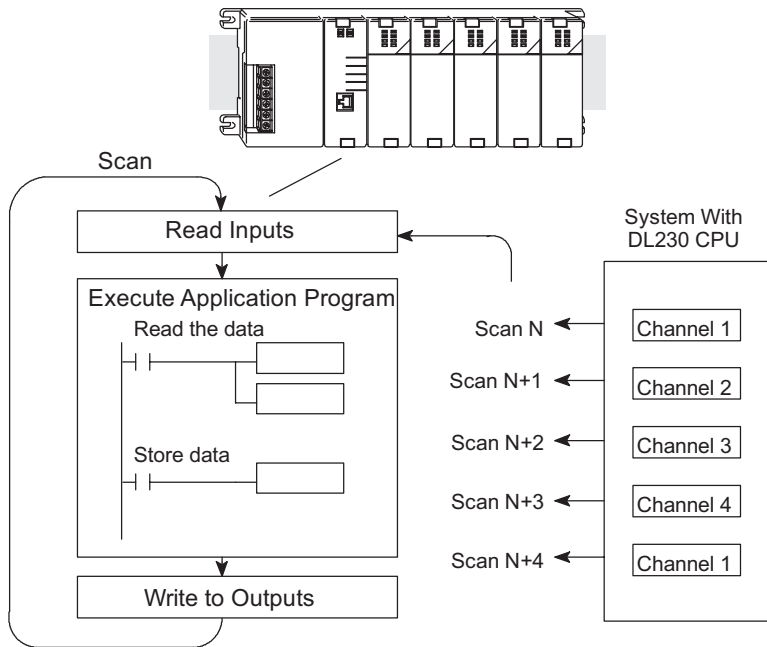 Scan
Read Inputs
Execute Application Program
Read the data
Store data
Write to Outputs
System With
DL230 CPU
Scan N
Channel 1
Scan N+1
Channel 2
Scan N+2
Channel 3
Scan N+3
Channel 4
Scan N+4
Channel 1